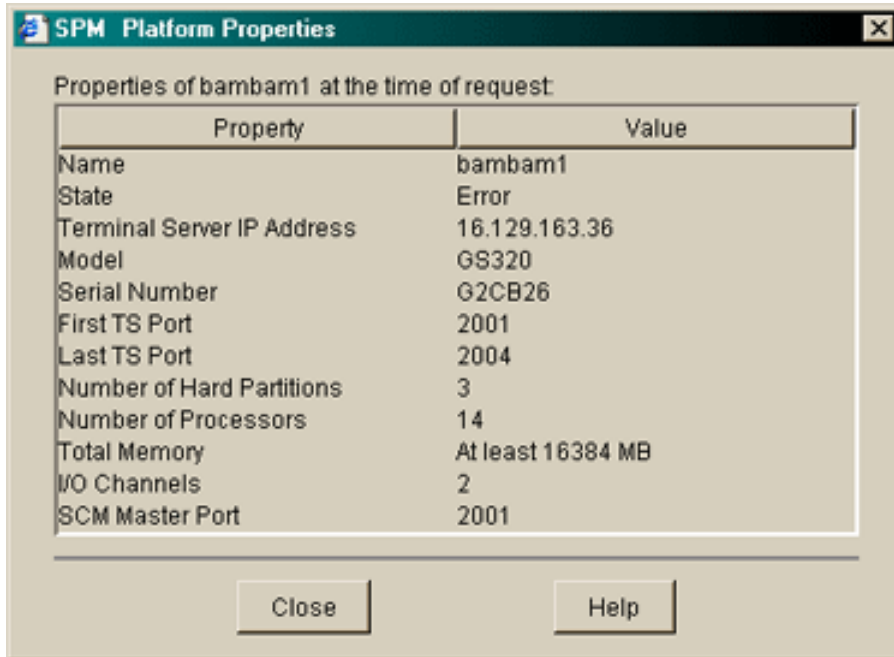 SPM Platform Properties
Properties of bambam1 at the time of request:
Property Value
Name bambam1
State Error
Terminal Server IP Address 16.129.163.36
Model GS320
Serial Number G2CB26
First TS Port 2001
Last TS Port 2004
Number of Hard Partitions 3
Number of Processors 14
Total Memory At least 16384 MB
I/O Channels 2
SCM Master Port 2001
Close Help